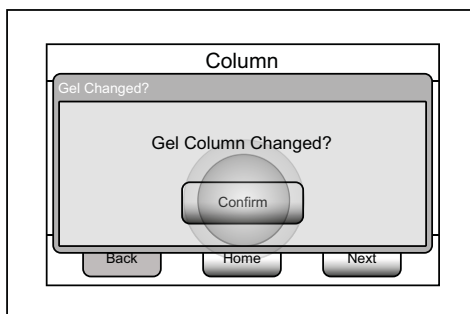 Column
Gel Changed?
Gel Column Changed?
Confirm
Back Home Next